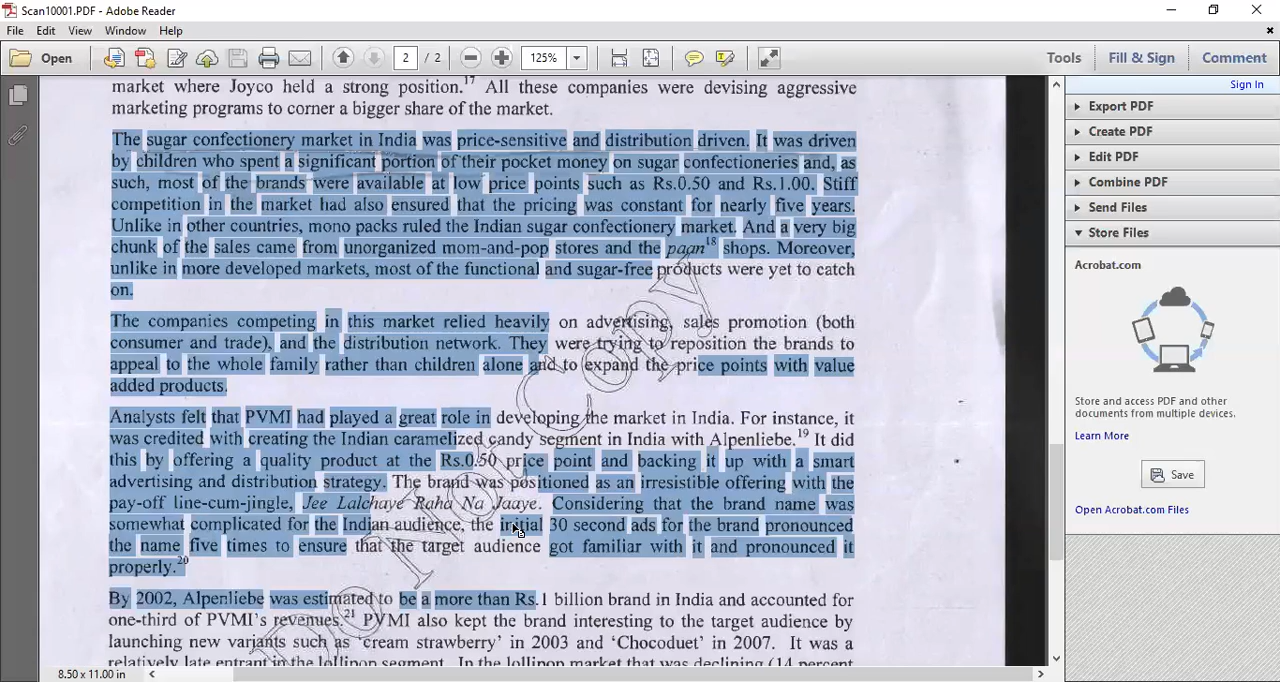 Scan10001.PDF - Adobe Reader
File Edit View Window Help
Open 2 / 2 125% Tools Fill & Sign Comment
Sign In
Export PDF
Create PDF
Edit PDF
Combine PDF
Send Files
Store Files
Acrobat.com
Store and access PDF and other
documents from multiple devices.
Learn More
Save
Open Acrobat.com Files
market where Joyco held a strong position.17 All these companies were devising aggressive
marketing programs to corner a bigger share of the market.
The sugar confectionery market in India was price-sensitive and distribution driven. It was driven
by children who spent a significant portion of their pocket money on sugar confectioneries and, as
such, most of the brands were available at low price points such as Rs.0.50 and Rs.1.00. Stiff
competition in the market had also ensured that the pricing was constant for nearly five years.
Unlike in other countries, mono packs ruled the Indian sugar confectionery market. And a very big
chunk of the sales came from unorganized mom-and-pop stores and the paan18 shops. Moreover,
unlike in more developed markets, most of the functional and sugar-free products were yet to catch
on.
The companies competing in this market relied heavily on advertising, sales promotion (both
consumer and trade), and the distribution network. They were trying to reposition the brands to
appeal to the whole family rather than children alone and to expand the price points with value
added products.
Analysts felt that PVMI had played a great role in developing the market in India. For instance, it
was credited with creating the Indian caramelized candy segment in India with Alpenliebe.19 It did
this by offering a quality product at the Rs.0.50 price point and backing it up with a smart
advertising and distribution strategy. The brand was positioned as an irresistible offering with the
pay-off line-cum-jingle, Jee Lalchaye Raha Na Jaaye. Considering that the brand name was
somewhat complicated for the Indian audience, the initial 30 second ads for the brand pronounced
the name five times to ensure that the target audience got familiar with it and pronounced it
properly.20
By 2002, Alpenliebe was estimated to be a more than Rs.1 billion brand in India and accounted for
one-third of PVMI's revenues.21 PVMI also kept the brand interesting to the target audience by
launching new variants such as 'cream strawberry' in 2003 and 'Chocoduet' in 2007. It was a
relatively late entrant in the lollipop segment. In the lollipop market that was declining (14 percent
Do Not Copy
8.50 x 11.00 in